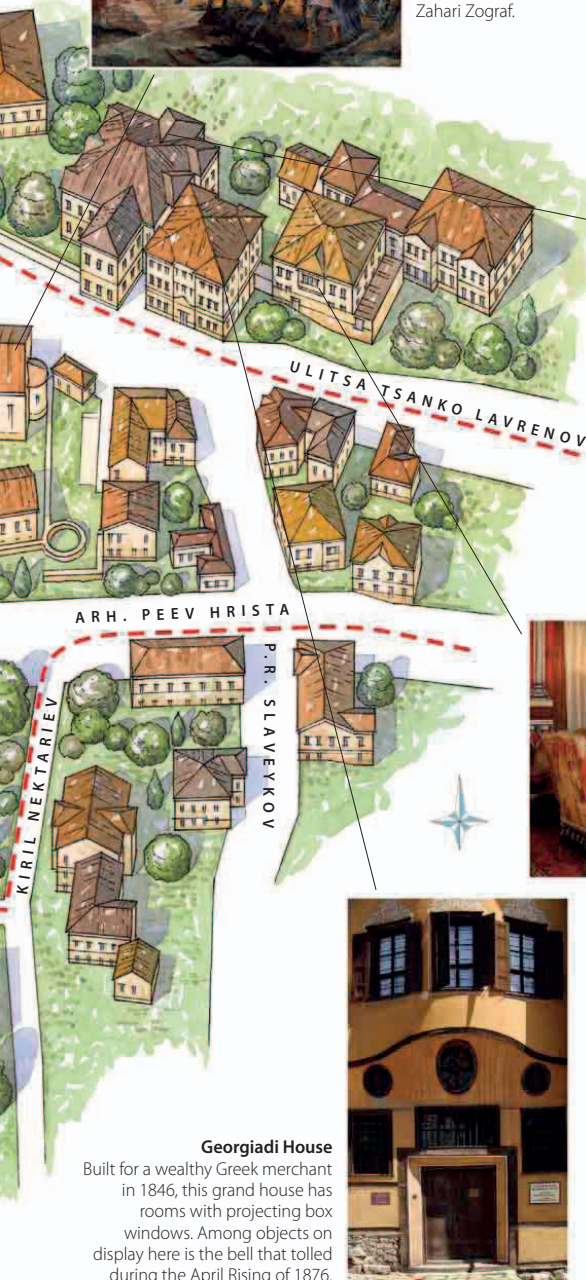 Zahari Zograf.
ULITSA TSANKO LAVRENOV
ARH. PEEV HRISTA
P.R. SLAVEYKOV
KIRIL NEKTARIEV
Georgiadi House
Built for a wealthy Greek merchant
in 1846, this grand house has
rooms with projecting box
windows. Among objects on
display here is the bell that tolled
during the April Rising of 1876.